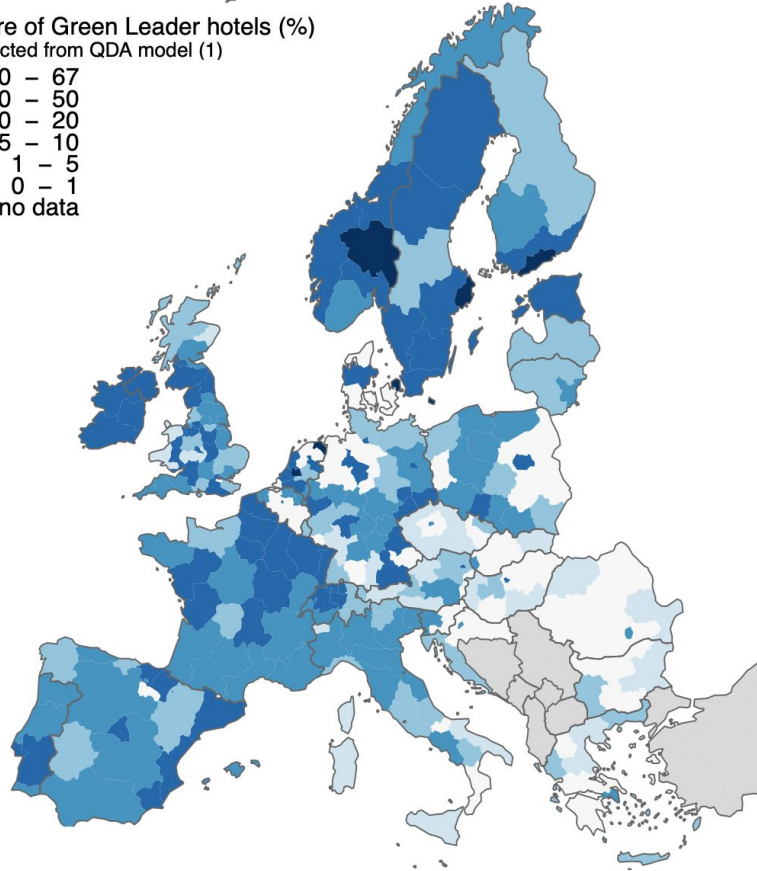 re of Green Leader hotels (%)
cted from QDA model (1)
0 – 67
0 – 50
0 – 20
5 – 10
1 – 5
0 – 1
no data